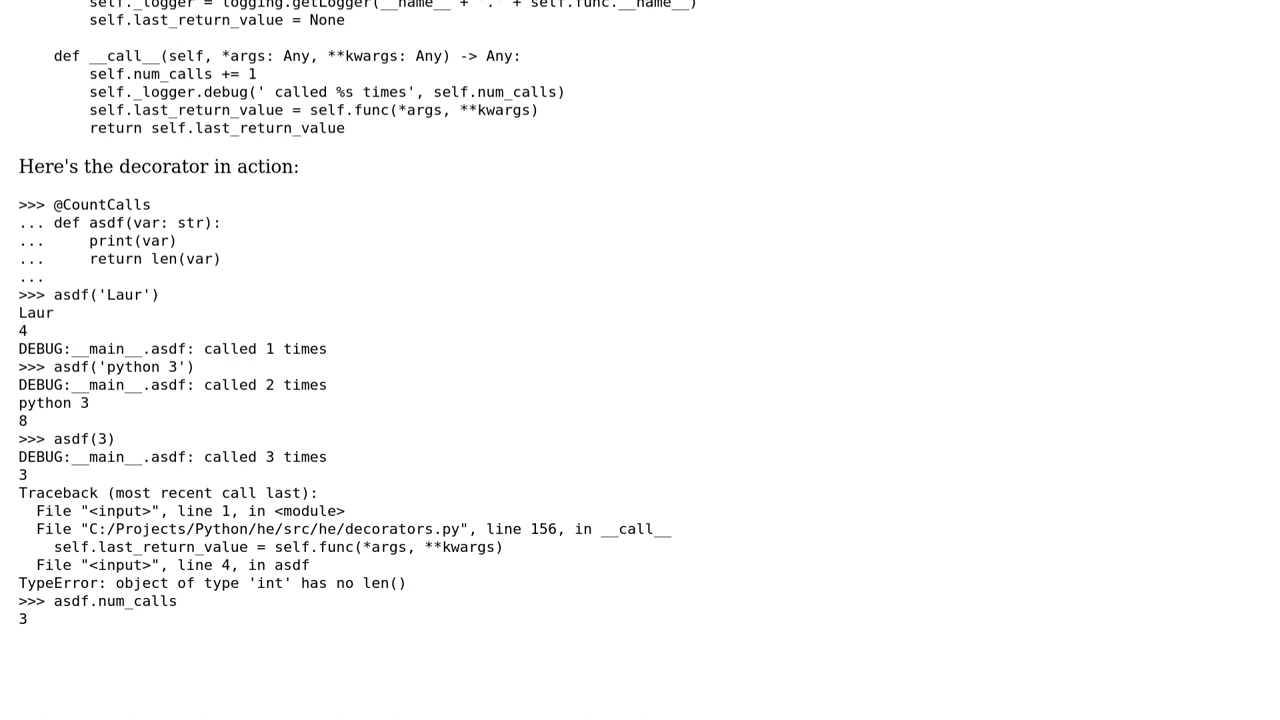 self._logger = logging.getLogger(__name__ + '.' + self.func.__name__)
        self.last_return_value = None

    def __call__(self, *args: Any, **kwargs: Any) -> Any:
        self.num_calls += 1
        self._logger.debug(' called %s times', self.num_calls)
        self.last_return_value = self.func(*args, **kwargs)
        return self.last_return_value

Here's the decorator in action:

>>> @CountCalls
... def asdf(var: str):
...     print(var)
...     return len(var)
...
>>> asdf('Laur')
Laur
4
DEBUG:__main__.asdf: called 1 times
>>> asdf('python 3')
DEBUG:__main__.asdf: called 2 times
python 3
8
>>> asdf(3)
DEBUG:__main__.asdf: called 3 times
3
Traceback (most recent call last):
  File "<input>", line 1, in <module>
  File "C:/Projects/Python/he/src/he/decorators.py", line 156, in __call__
    self.last_return_value = self.func(*args, **kwargs)
  File "<input>", line 4, in asdf
TypeError: object of type 'int' has no len()
>>> asdf.num_calls
3